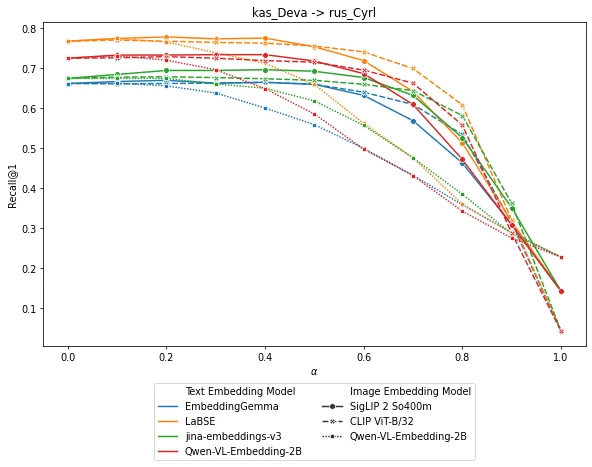 kas_Deva -> rus_Cyrl
0.8
0.7
0.6
0.5
0.4
0.3
0.2
0.1
Recall@1
0.0 0.2 0.4 0.6 0.8 1.0
α
Text Embedding Model Image Embedding Model
EmbeddingGemma SigLIP 2 So400m
LaBSE CLIP ViT-B/32
jina-embeddings-v3 Qwen-VL-Embedding-2B
Qwen-VL-Embedding-2B